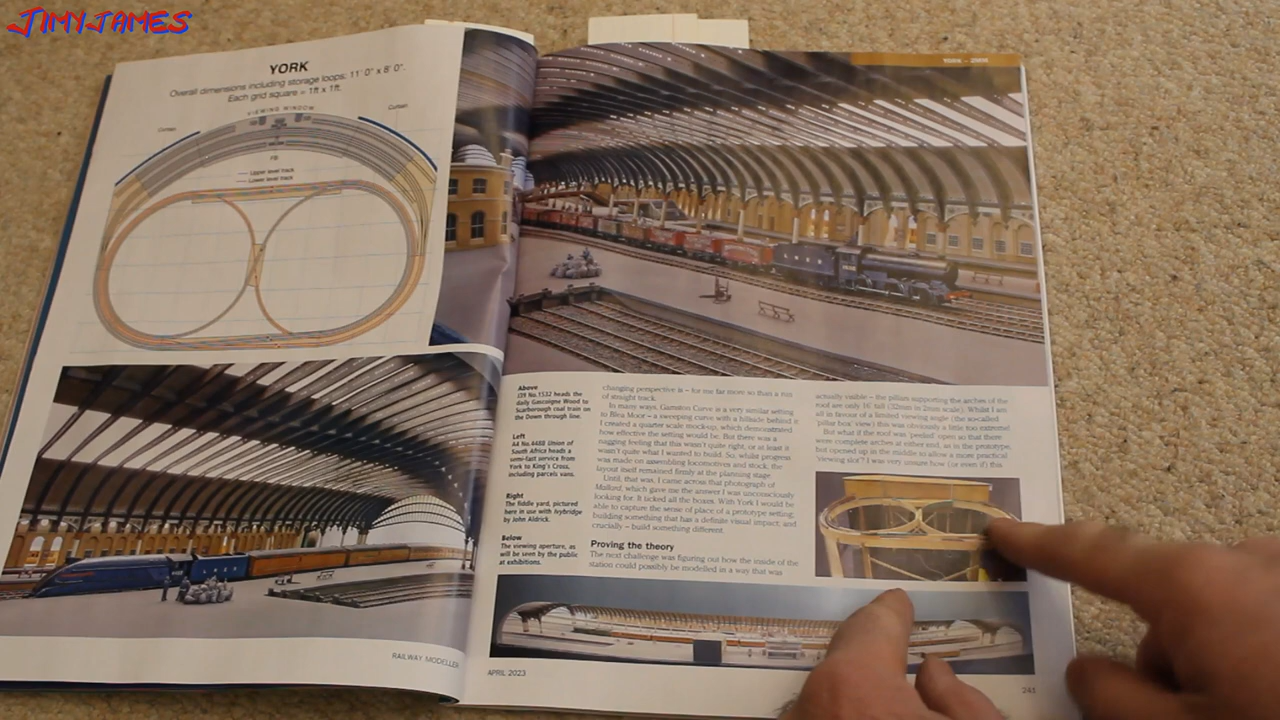 JIMYJAMES
YORK
Overall dimensions including storage loops: 11' 0" x 8' 0".
Each grid square = 1ft x 1ft.
VIEWING WINDOW
Curtain
Curtain
FB
Upper level track
Lower level track
RAILWAY MODELLER
YORK – 2MM
LNER
Above
J39 No.1532 heads the
daily Gascoigne Wood to
Scarborough coal train on
the Down through line.
Left
A4 No.4488 Union of
South Africa heads a
semi-fast service from
York to King's Cross,
including parcels vans.
Right
The fiddle yard, pictured
here in use with Ivybridge
by John Aldrick.
Below
The viewing aperture, as
will be seen by the public
at exhibitions.
changing perspective is – for me far more so than a run
of straight track.
In many ways, Gamston Curve is a very similar setting
to Blea Moor – a sweeping curve with a hillside behind it.
I created a quarter scale mock-up, which demonstrated
how effective the setting would be. But there was a
nagging feeling that this wasn't quite right, or at least it
wasn't quite what I wanted to build. So, whilst progress
was made on assembling locomotives and stock, the
layout itself remained firmly at the planning stage.
Until, that was, I came across that photograph of
Mallard, which gave me the answer I was unconsciously
looking for. It ticked all the boxes. With York I would be
able to capture the sense of place of a prototype setting,
building something that has a definite visual impact, and
crucially – build something different.
Proving the theory
The next challenge was figuring out how the inside of the
station could possibly be modelled in a way that was
actually visible – the pillars supporting the arches of the
roof are only 16' tall (32mm in 2mm scale). Whilst I am
all in favour of a limited viewing angle (the so-called
'pillar box' view) this was obviously a little too extreme!
But what if the roof was 'peeled' open so that there
were complete arches at either end, as in the prototype,
but opened up in the middle to allow a more practical
'viewing slot'? I was very unsure how (or even if) this
APRIL 2023
241